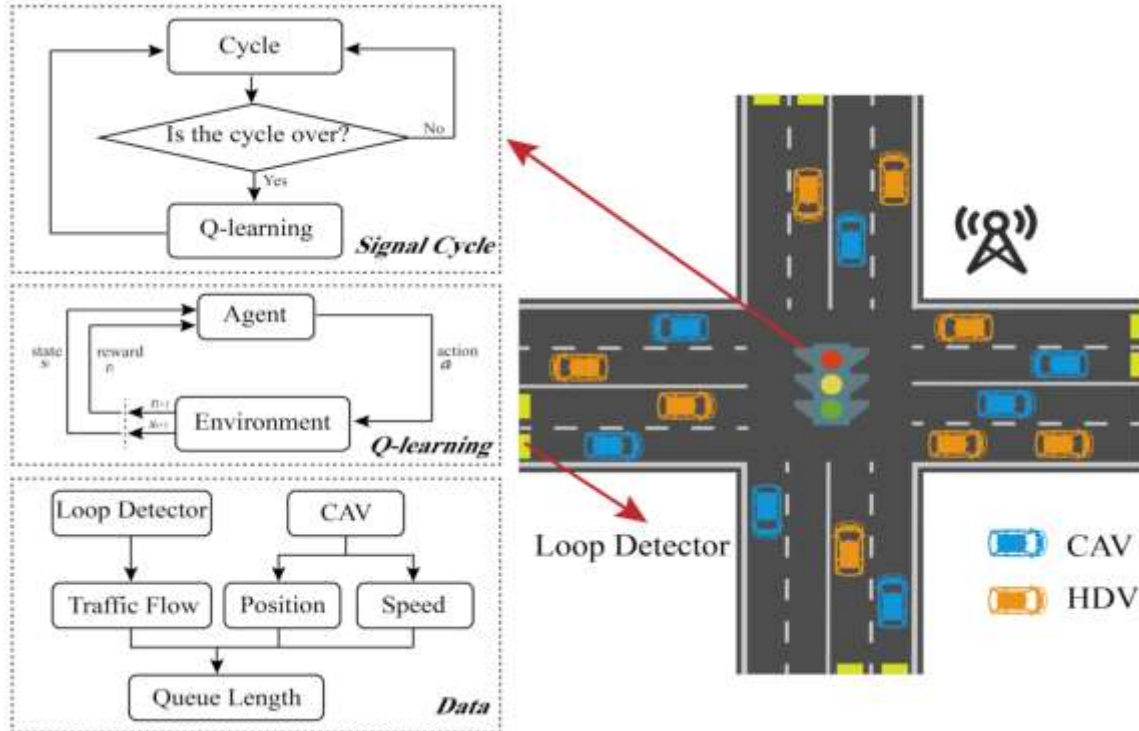 Cycle
Is the cycle over?
No
Yes
Q-learning
Signal Cycle
Agent
state
reward
action
Environment
Q-learning
Loop Detector
CAV
Traffic Flow
Position
Speed
Queue Length
Data
Loop Detector
CAV
HDV